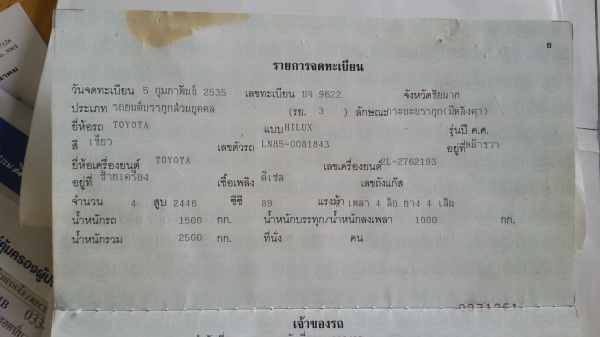 ย
รายการจดทะเบียน
วันจดทะเบียน 5 กุมภาพันธ์ 2535 เลขทะเบียน บจ 9622 จังหวัดชัยนาท
ประเภท รถยนต์บรรทุกส่วนบุคคล (รย. 3 ) ลักษณะกระบะบรรทุก(มีหลังคา)
ยี่ห้อรถ TOYOTA แบบ HILUX รุ่นปี ค.ศ.
สี เขียว เลขตัวรถ LN85-0081843 อยู่ที่ หน้าขวา
ยี่ห้อเครื่องยนต์ TOYOTA เลขเครื่องยนต์ 2L-2762193
อยู่ที่ ซ้ายเครื่อง เชื้อเพลิง ดีเซล เลขถังแก๊ส
จำนวน 4 สูบ 2446 ซีซี 89 แรงม้า เพลา 4 ล้อ ยาง 4 เส้น
น้ำหนักรถ 1500 กก. น้ำหนักบรรทุก/น้ำหนักลงเพลา 1000 กก.
น้ำหนักรวม 2500 กก. ที่นั่ง คน
เจ้าของรถ